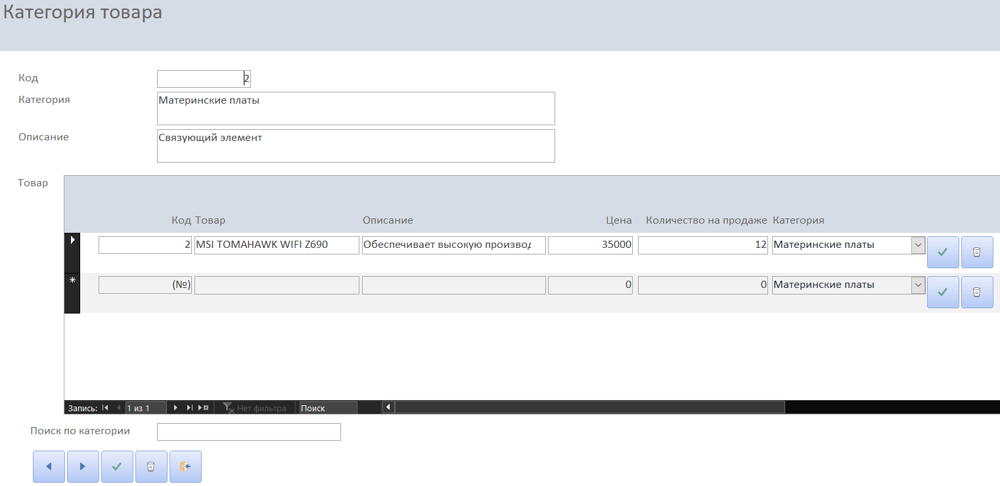 Категория товара
Код 2
Категория Материнские платы
Описание Связующий элемент
Товар
Код Товар Описание Цена Количество на продаже Категория
2 MSI TOMAHAWK WIFI Z690 Обеспечивает высокую производ 35000 12 Материнские платы
(№) 0 0 Материнские платы
Запись: 1 из 1 Нет фильтра Поиск
Поиск по категории